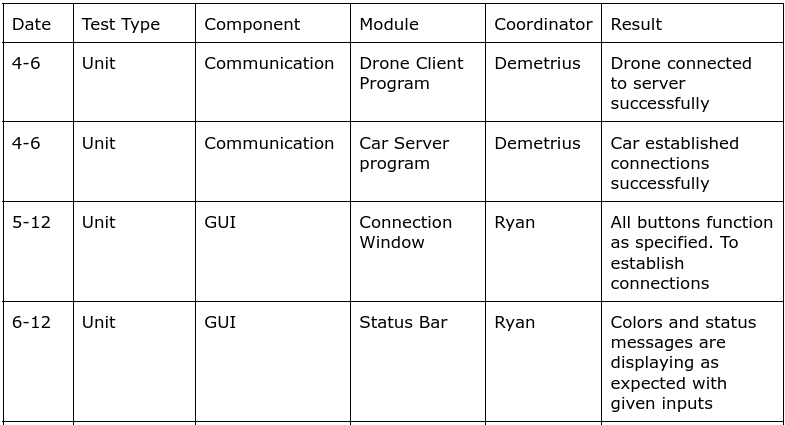 Date Test Type Component Module Coordinator Result
4-6 Unit Communication Drone Client Demetrius Drone connected
Program to server
successfully
4-6 Unit Communication Car Server Demetrius Car established
program connections
successfully
5-12 Unit GUI Connection Ryan All buttons function
Window as specified. To
establish
connections
6-12 Unit GUI Status Bar Ryan Colors and status
messages are
displaying as
expected with
given inputs